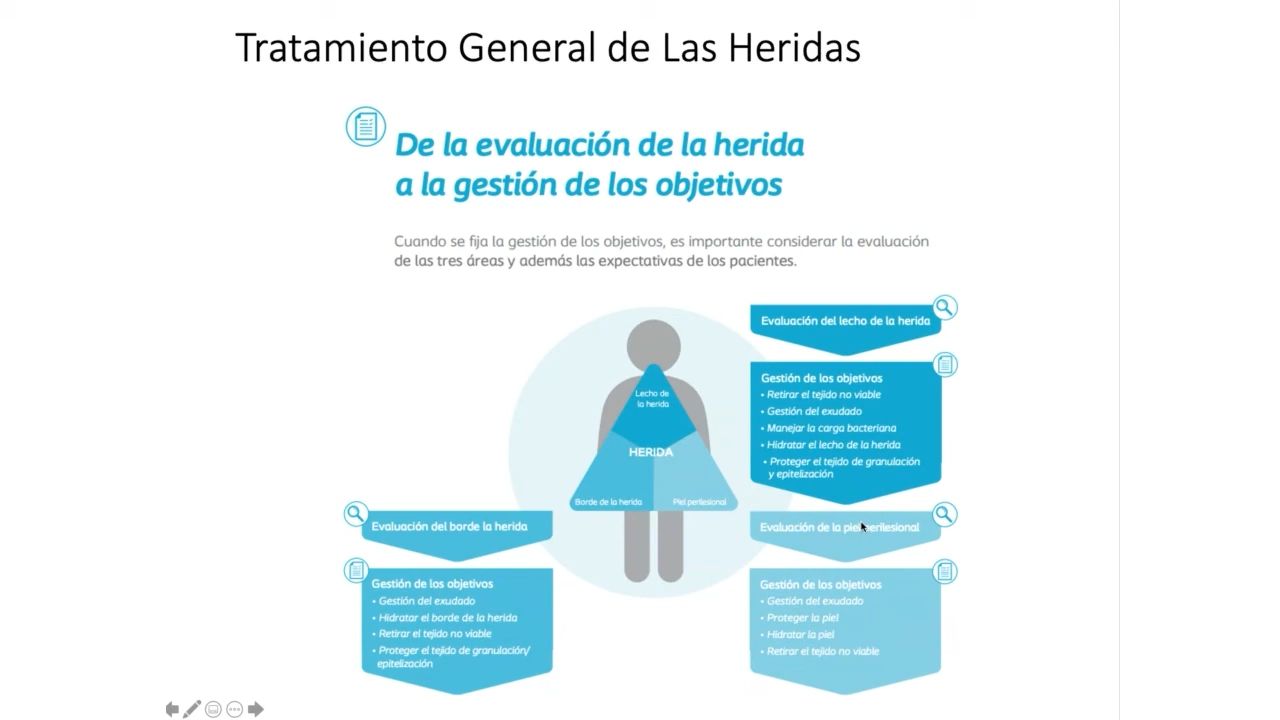 Tratamiento General de Las Heridas
De la evaluación de la herida
a la gestión de los objetivos
Cuando se fija la gestión de los objetivos, es importante considerar la evaluación
de las tres áreas y además las expectativas de los pacientes.
Evaluación del lecho de la herida
Gestión de los objetivos
• Retirar el tejido no viable
• Gestión del exudado
• Manejar la carga bacteriana
• Hidratar el lecho de la herida
• Proteger el tejido de granulación
y epitelización
Lecho de
la herida
HERIDA
Borde de la herida
Piel perilesional
Evaluación del borde la herida
Gestión de los objetivos
• Gestión del exudado
• Hidratar el borde de la herida
• Retirar el tejido no viable
• Proteger el tejido de granulación/
epitelización
Evaluación de la piel perilesional
Gestión de los objetivos
• Gestión del exudado
• Proteger la piel
• Hidratar la piel
• Retirar el tejido no viable